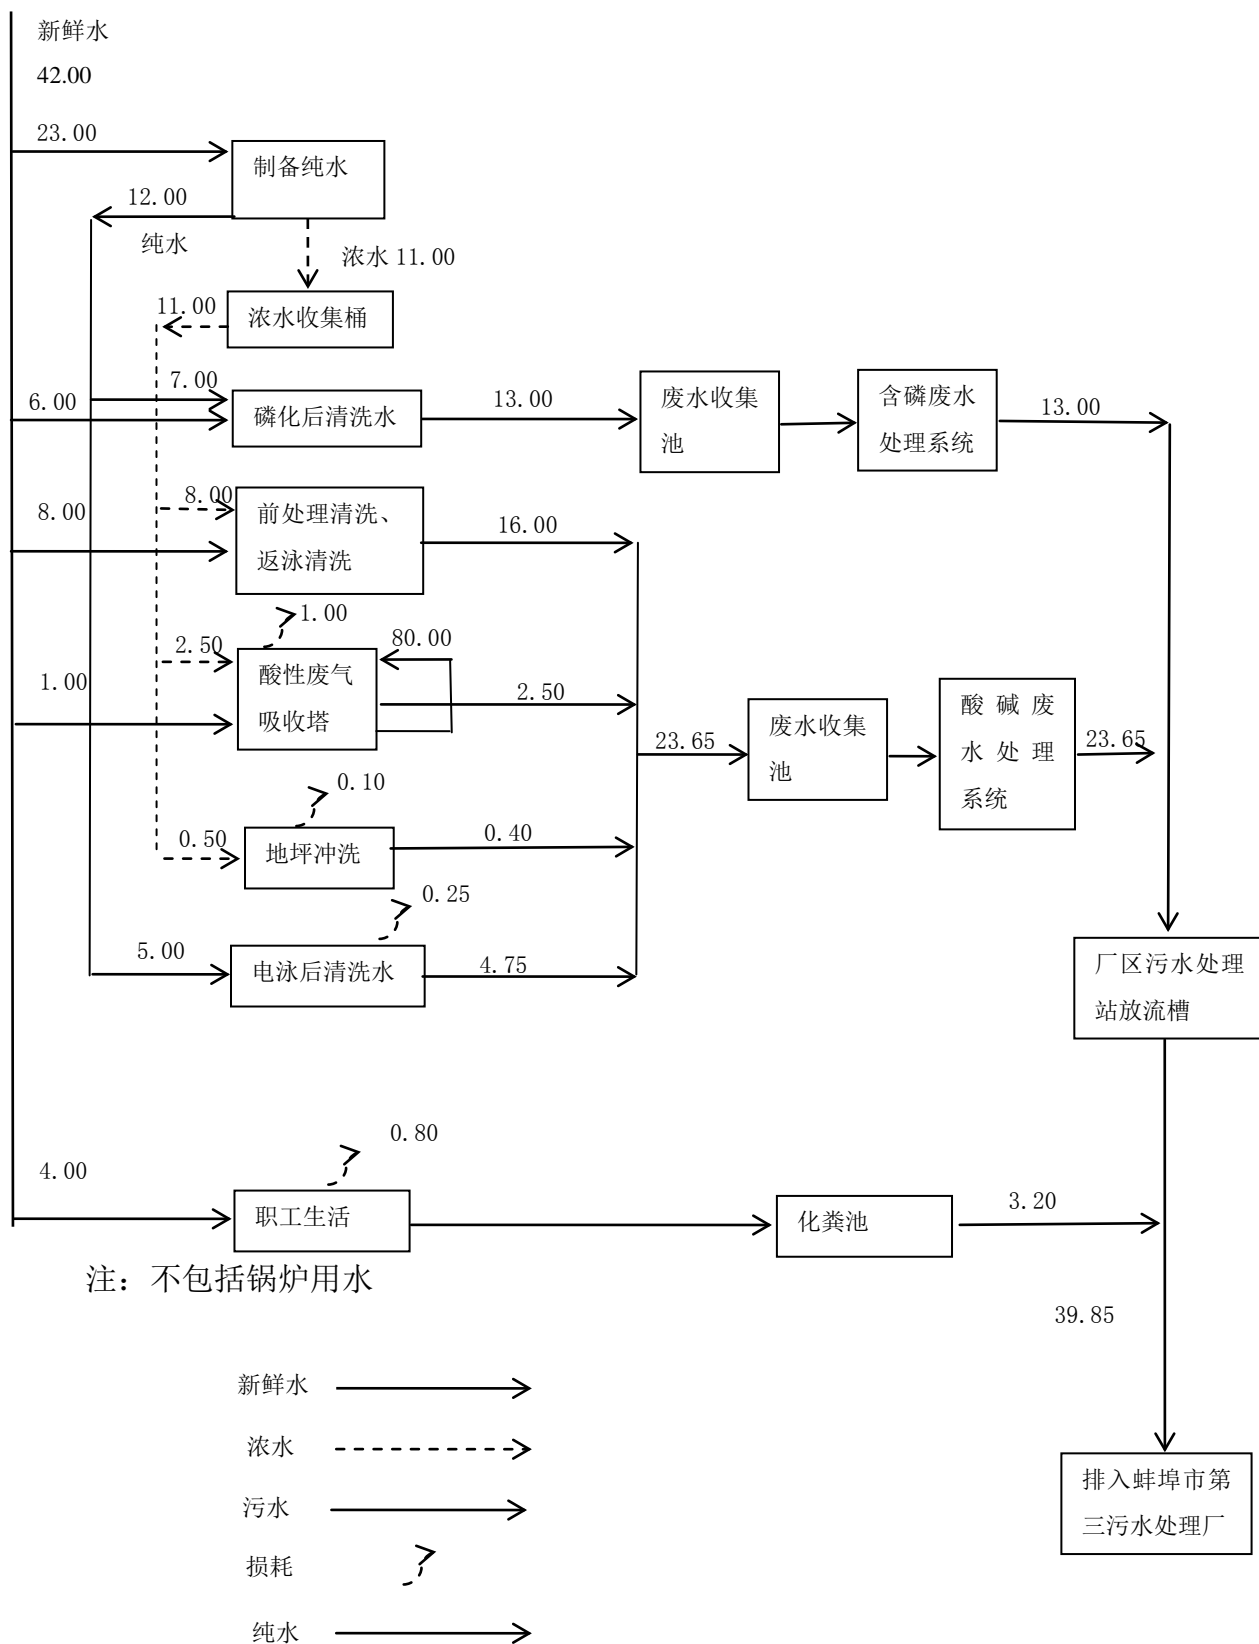 新鲜水
42.00
23.00
制备纯水
12.00
纯水
浓水 11.00
11.00
浓水收集桶
7.00
6.00
磷化后清洗水
13.00
废水收集
池
含磷废水
处理系统
13.00
8.00
8.00
前处理清洗、
返泳清洗
16.00
1.00
2.50
80.00
1.00
酸性废气
吸收塔
2.50
23.65
废水收集
池
酸碱废
水处理
系统
23.65
0.10
0.50
地坪冲洗
0.40
0.25
5.00
电泳后清洗水
4.75
厂区污水处理
站放流槽
0.80
4.00
职工生活
化粪池
3.20
注：不包括锅炉用水
39.85
新鲜水
浓水
污水
损耗
纯水
排入蚌埠市第
三污水处理厂